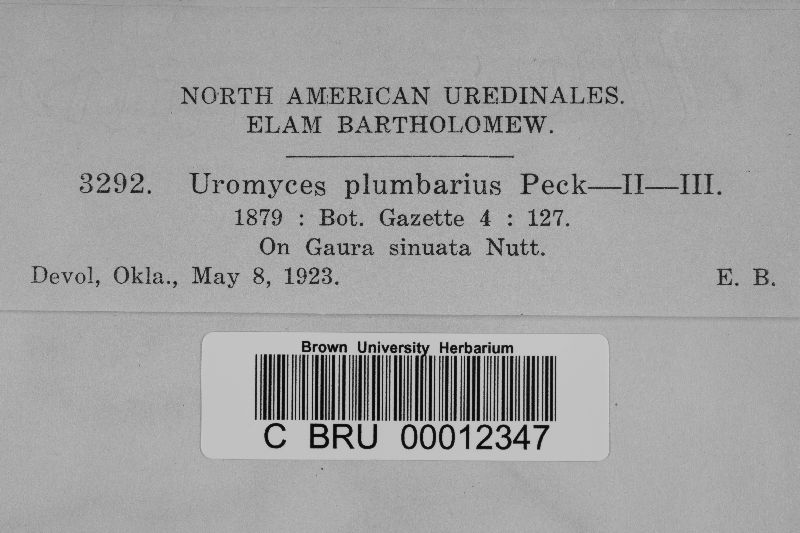 NORTH AMERICAN UREDINALES.
ELAM BARTHOLOMEW.
3292. Uromyces plumbarius Peck—II—III.
1879 : Bot. Gazette 4 : 127.
On Gaura sinuata Nutt.
Devol, Okla., May 8, 1923. E. B.
Brown University Herbarium
C BRU 00012347